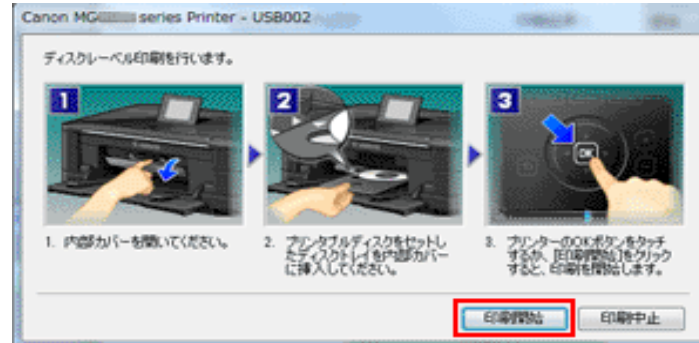 Canon MG series Printer - USB002
ディスクレーベル印刷を行います。
1
2
3
OK
1. 内部カバーを開いてください。
2. プリンタブルディスクをセットし
たディスクトレイを内部カバー
に挿入してください。
3. プリンターのOKボタンをタッチ
するか、[印刷開始]をクリック
すると、印刷を開始します。
印刷開始
印刷中止